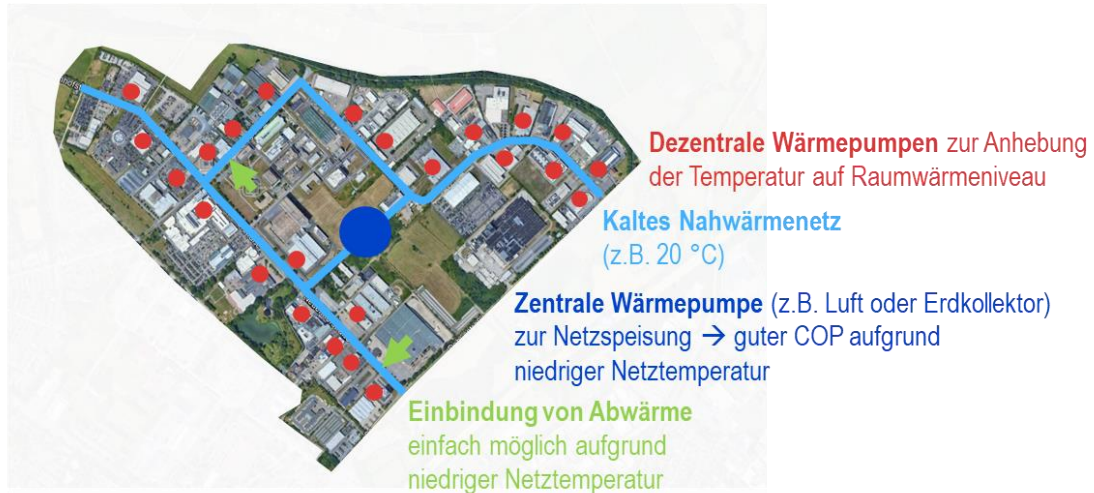 Dezentrale Wärmepumpen zur Anhebung
der Temperatur auf Raumwärmeniveau
Kaltes Nahwärmenetz
(z.B. 20 °C)
Zentrale Wärmepumpe (z.B. Luft oder Erdkollektor)
zur Netzspeisung → guter COP aufgrund
niedriger Netztemperatur
Einbindung von Abwärme
einfach möglich aufgrund
niedriger Netztemperatur